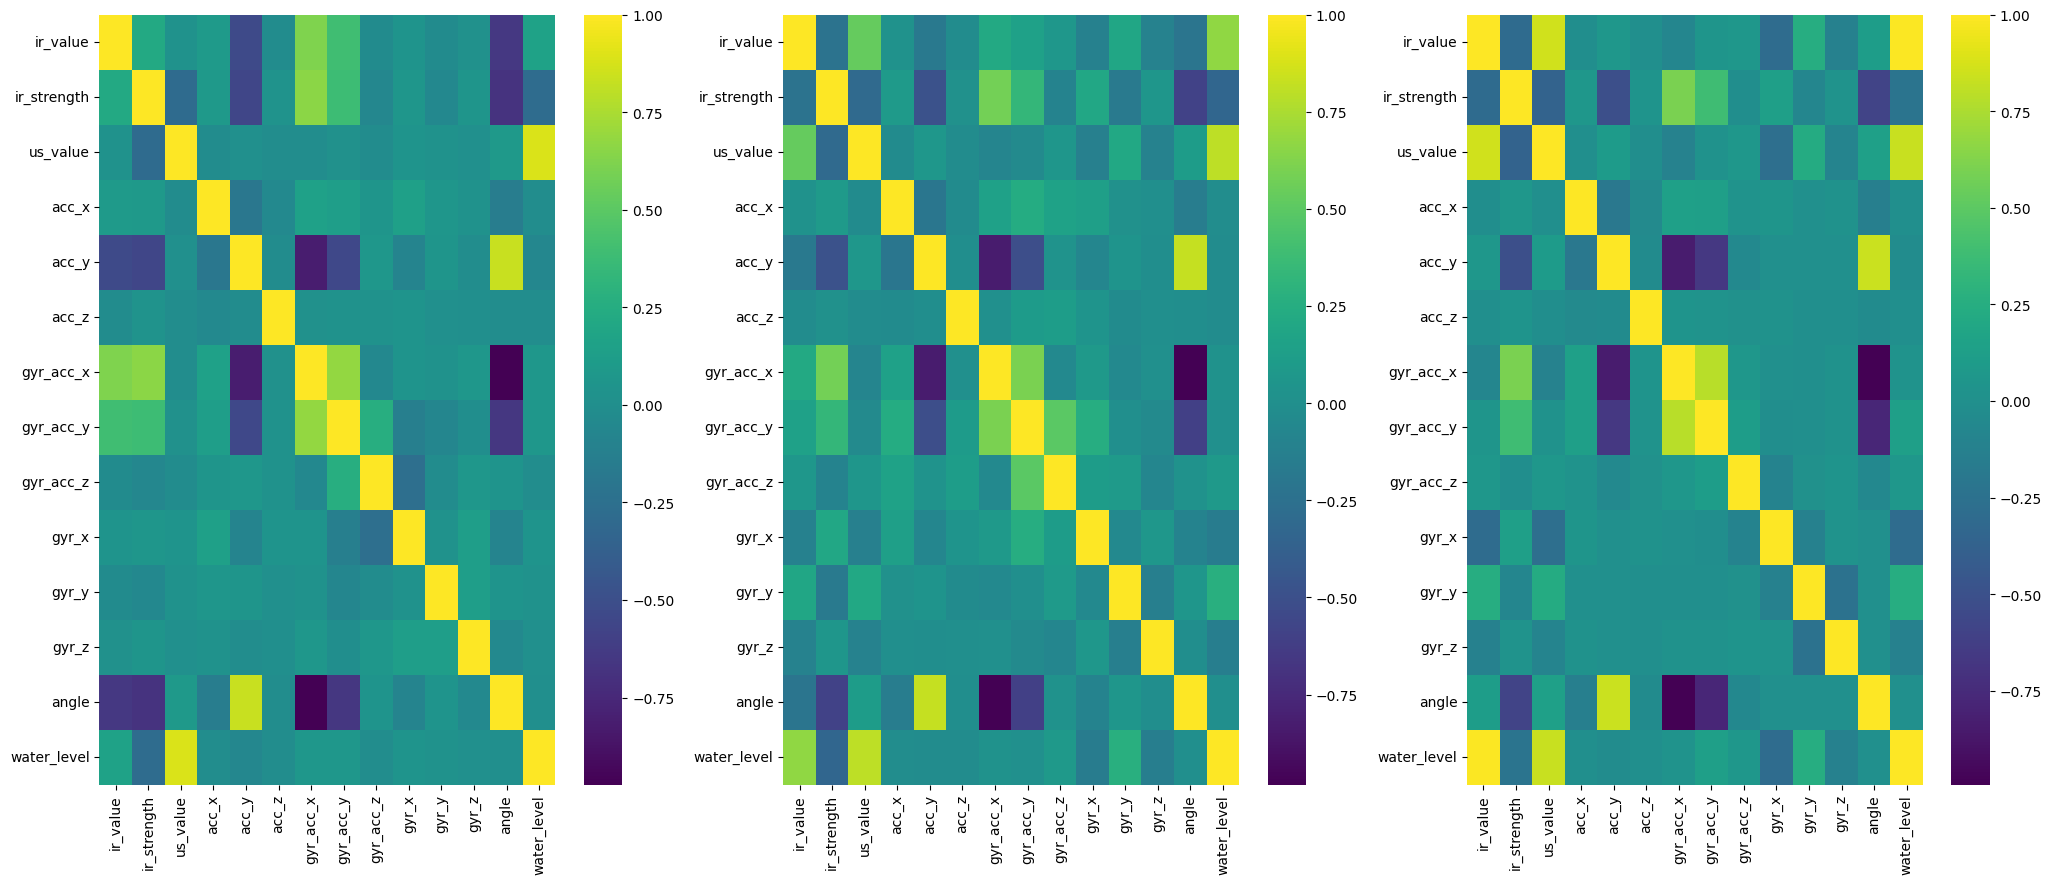 ir_value
ir_strength
us_value
acc_x
acc_y
acc_z
gyr_acc_x
gyr_acc_y
gyr_acc_z
gyr_x
gyr_y
gyr_z
angle
water_level
ir_value
ir_strength
us_value
acc_x
acc_y
acc_z
gyr_acc_x
gyr_acc_y
gyr_acc_z
gyr_x
gyr_y
gyr_z
angle
water_level
1.00
0.75
0.50
0.25
0.00
−0.25
−0.50
−0.75
ir_value
ir_strength
us_value
acc_x
acc_y
acc_z
gyr_acc_x
gyr_acc_y
gyr_acc_z
gyr_x
gyr_y
gyr_z
angle
water_level
ir_value
ir_strength
us_value
acc_x
acc_y
acc_z
gyr_acc_x
gyr_acc_y
gyr_acc_z
gyr_x
gyr_y
gyr_z
angle
water_level
1.00
0.75
0.50
0.25
0.00
−0.25
−0.50
−0.75
ir_value
ir_strength
us_value
acc_x
acc_y
acc_z
gyr_acc_x
gyr_acc_y
gyr_acc_z
gyr_x
gyr_y
gyr_z
angle
water_level
ir_value
ir_strength
us_value
acc_x
acc_y
acc_z
gyr_acc_x
gyr_acc_y
gyr_acc_z
gyr_x
gyr_y
gyr_z
angle
water_level
1.00
0.75
0.50
0.25
0.00
−0.25
−0.50
−0.75